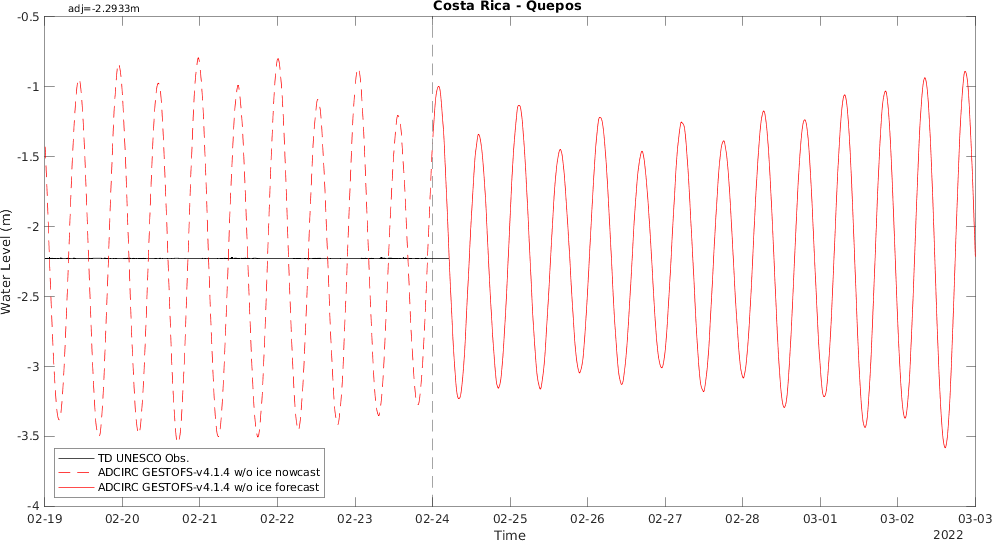 Costa Rica - Quepos
adj=-2.2933m
-0.5
-1
-1.5
-2
-2.5
-3
-3.5
-4
Water Level (m)
TD UNESCO Obs.
ADCIRC GESTOFS-v4.1.4 w/o ice nowcast
ADCIRC GESTOFS-v4.1.4 w/o ice forecast
02-19 02-20 02-21 02-22 02-23 02-24 02-25 02-26 02-27 02-28 03-01 03-02 03-03
Time
2022